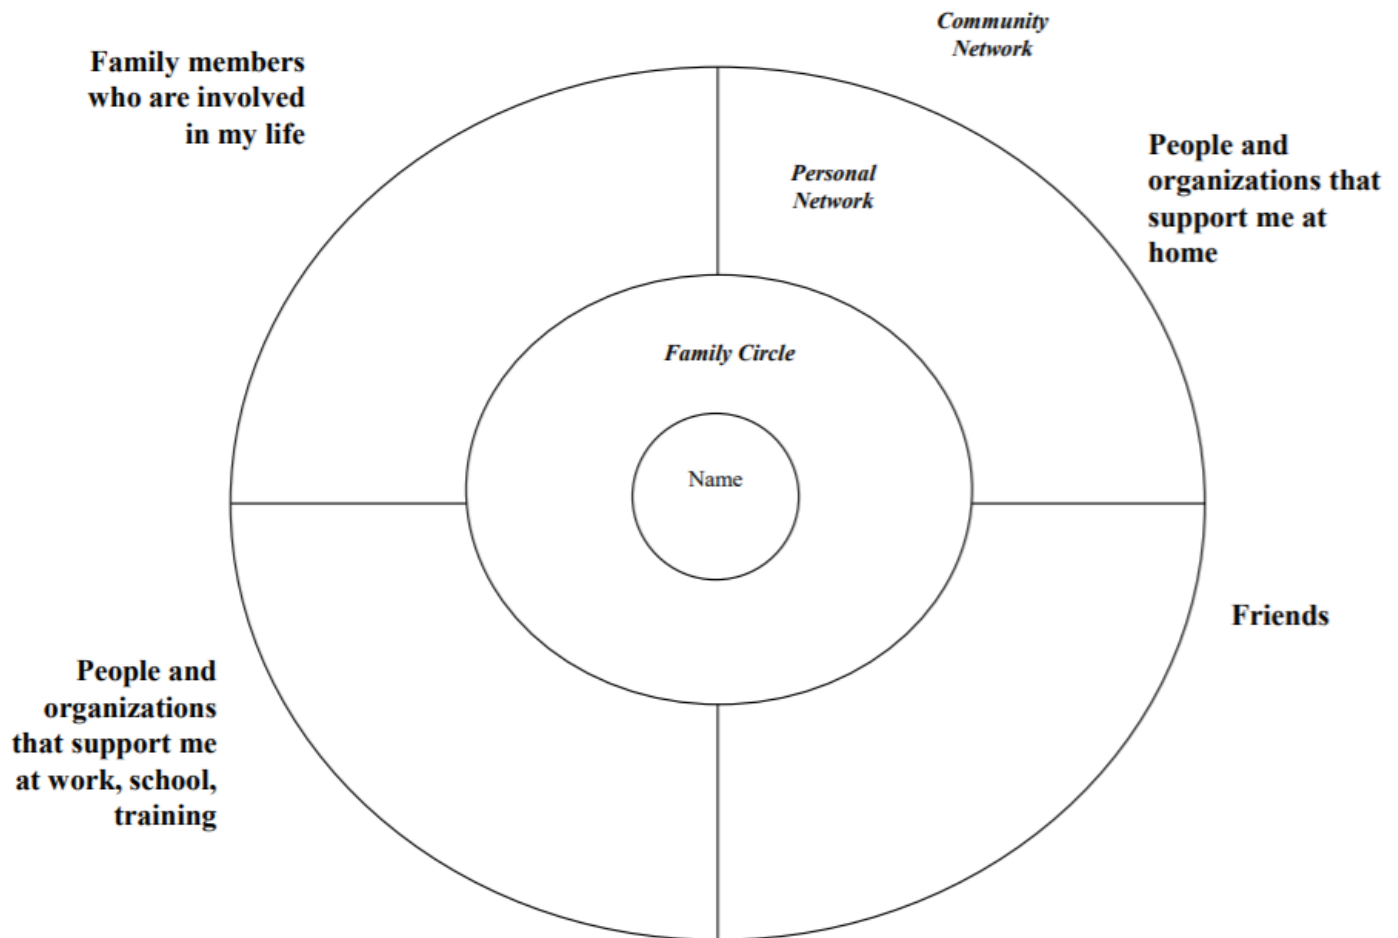 Community
Network
Family members
who are involved
in my life
People and
organizations that
support me at
home
Personal
Network
Family Circle
Name
Friends
People and
organizations
that support me
at work, school,
training